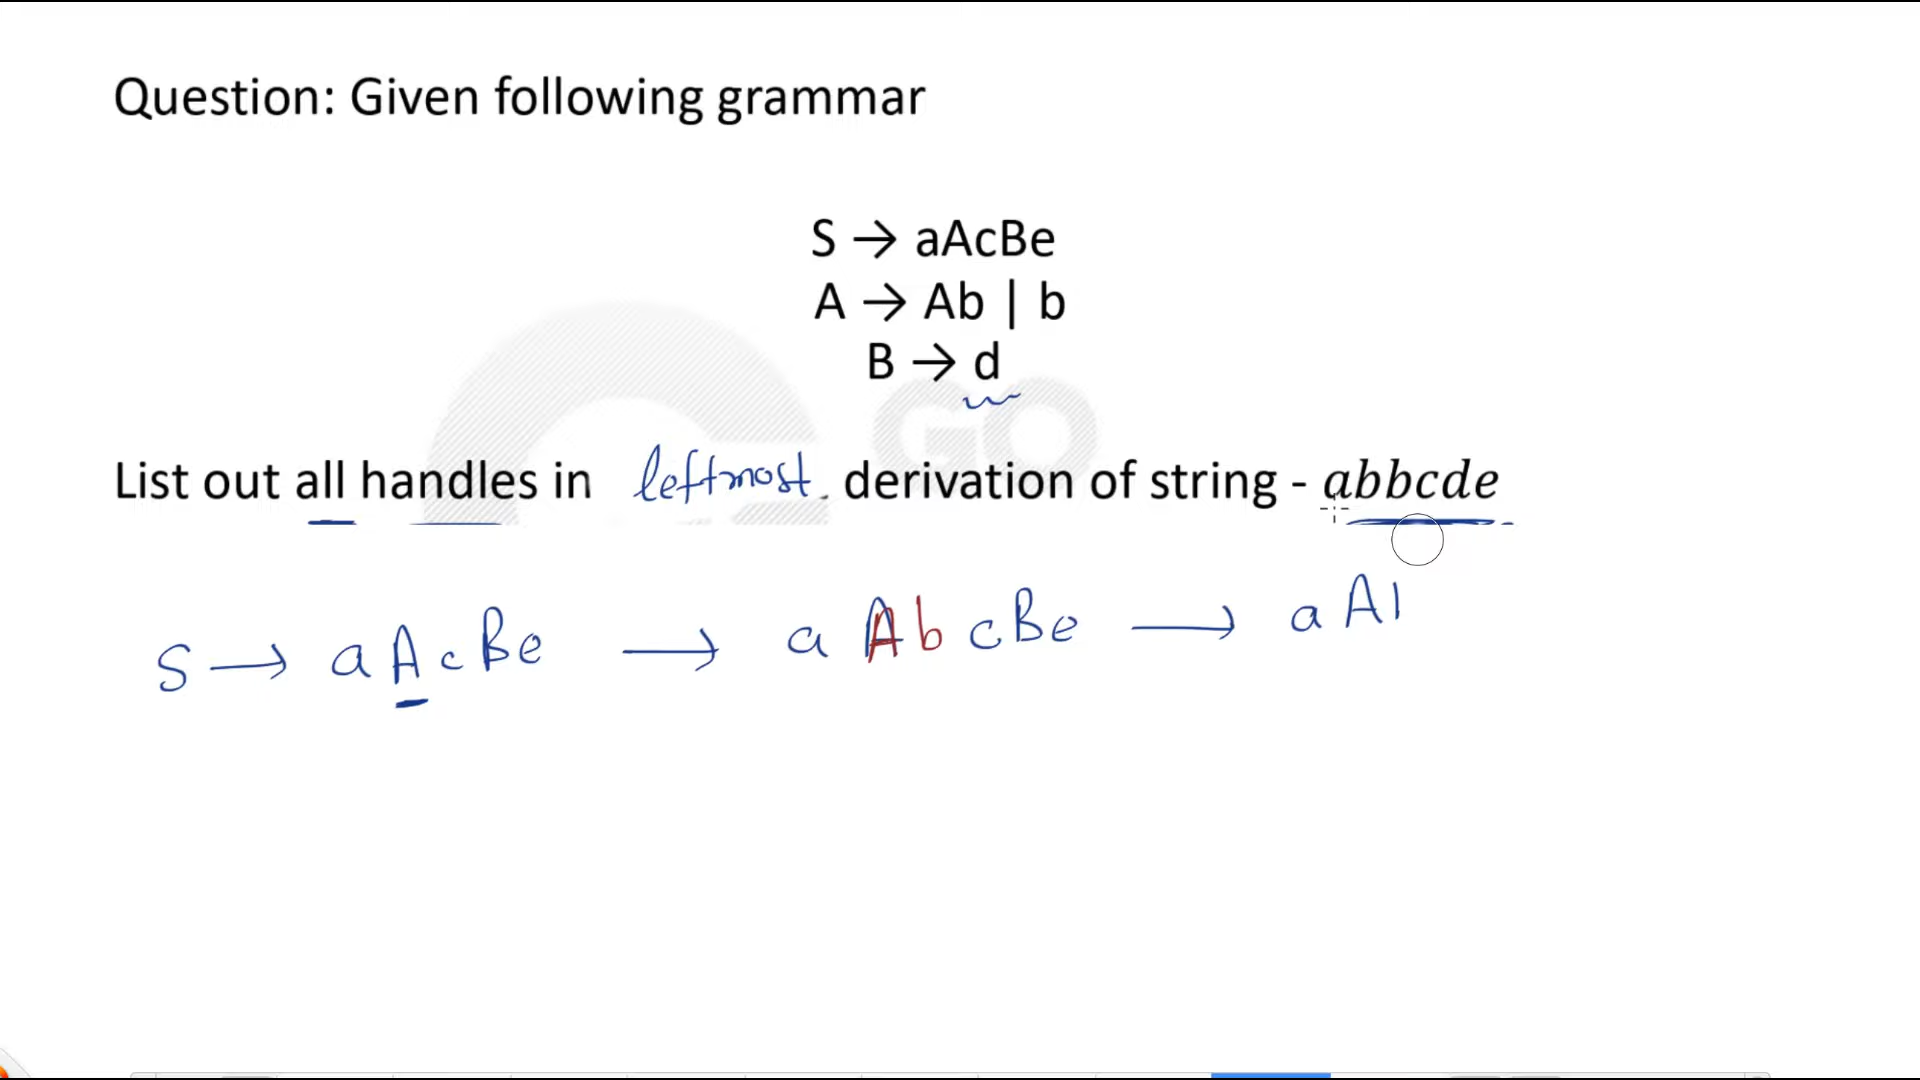 Question: Given following grammar
S → aAcBe
A → Ab | b
B → d
GO
List out all handles in leftmost derivation of string - abbcde
S → aAcBe → aAbcBe → aA